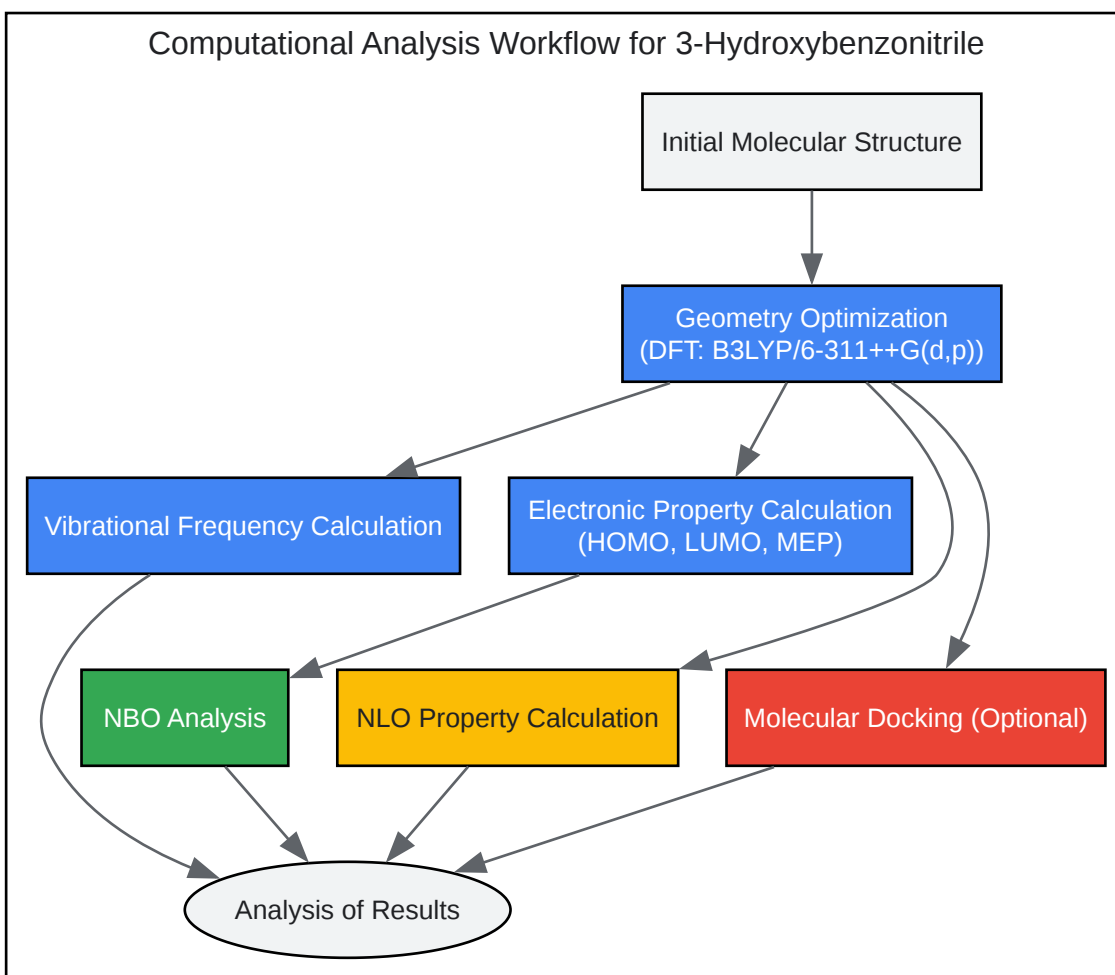 Computational Analysis Workflow for 3-Hydroxybenzonitrile
Initial Molecular Structure
Geometry Optimization
(DFT: B3LYP/6-311++G(d,p))
Vibrational Frequency Calculation
Electronic Property Calculation
(HOMO, LUMO, MEP)
NBO Analysis
NLO Property Calculation
Molecular Docking (Optional)
Analysis of Results